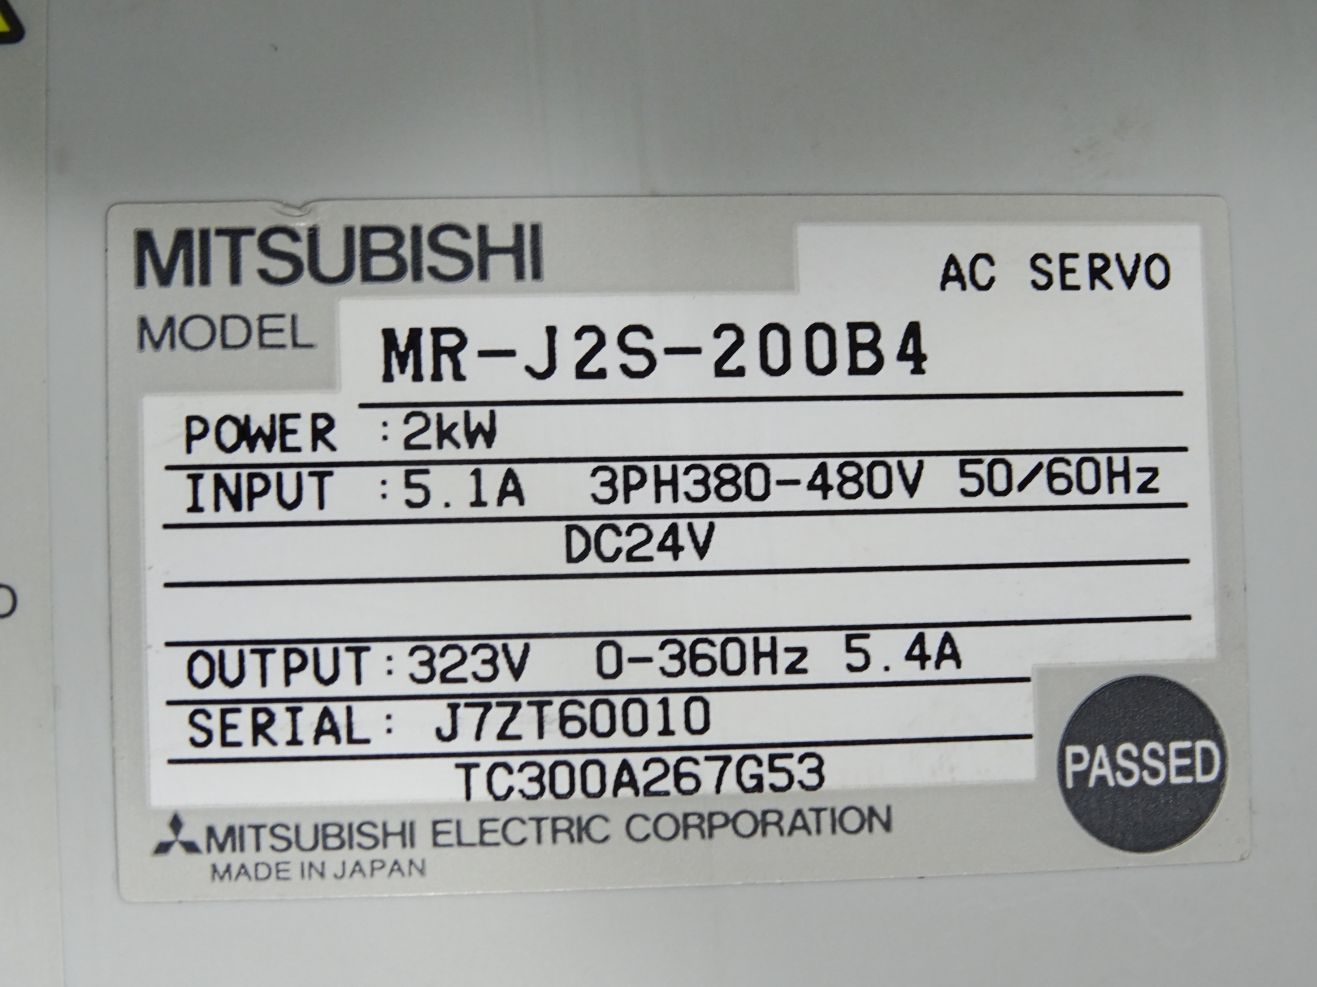 MITSUBISHI
AC SERVO
MODEL MR-J2S-200B4
POWER :2kW
INPUT :5.1A 3PH380-480V 50/60Hz
DC24V
OUTPUT:323V 0-360Hz 5.4A
SERIAL: J7ZT60010
TC300A267G53
PASSED
MITSUBISHI ELECTRIC CORPORATION
MADE IN JAPAN